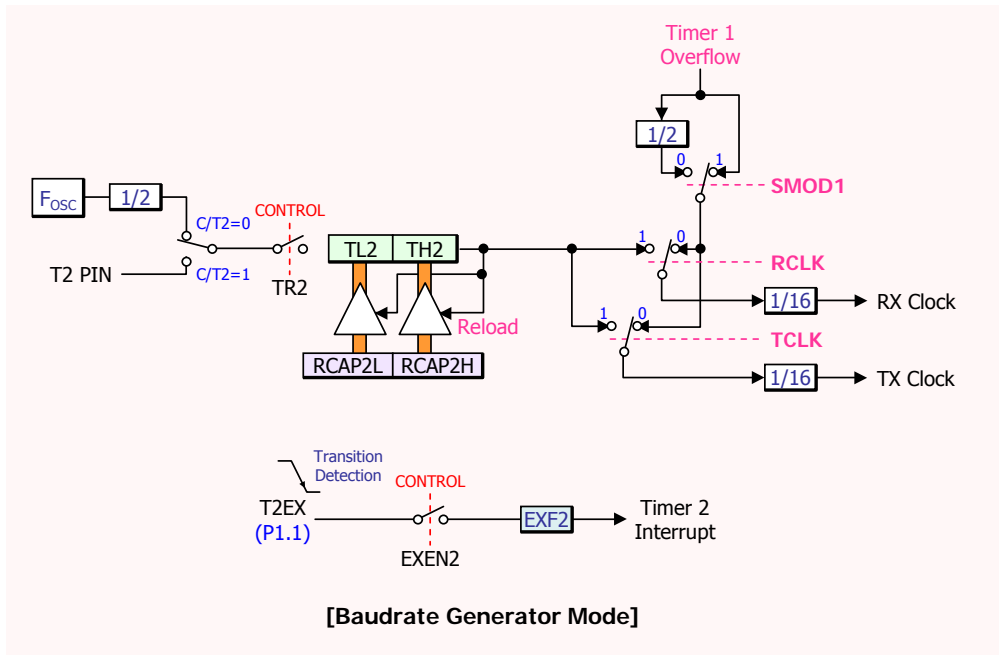 Timer 1
Overflow
1/2
0 1
SMOD1
FOSC
1/2
C/T2=0
CONTROL
TL2 TH2
1 0
T2 PIN
C/T2=1
TR2
RCLK
1/16
RX Clock
Reload
1 0
TCLK
RCAP2L RCAP2H
1/16
TX Clock
Transition
Detection
CONTROL
T2EX
(P1.1)
EXF2
Timer 2
Interrupt
EXEN2
[Baudrate Generator Mode]